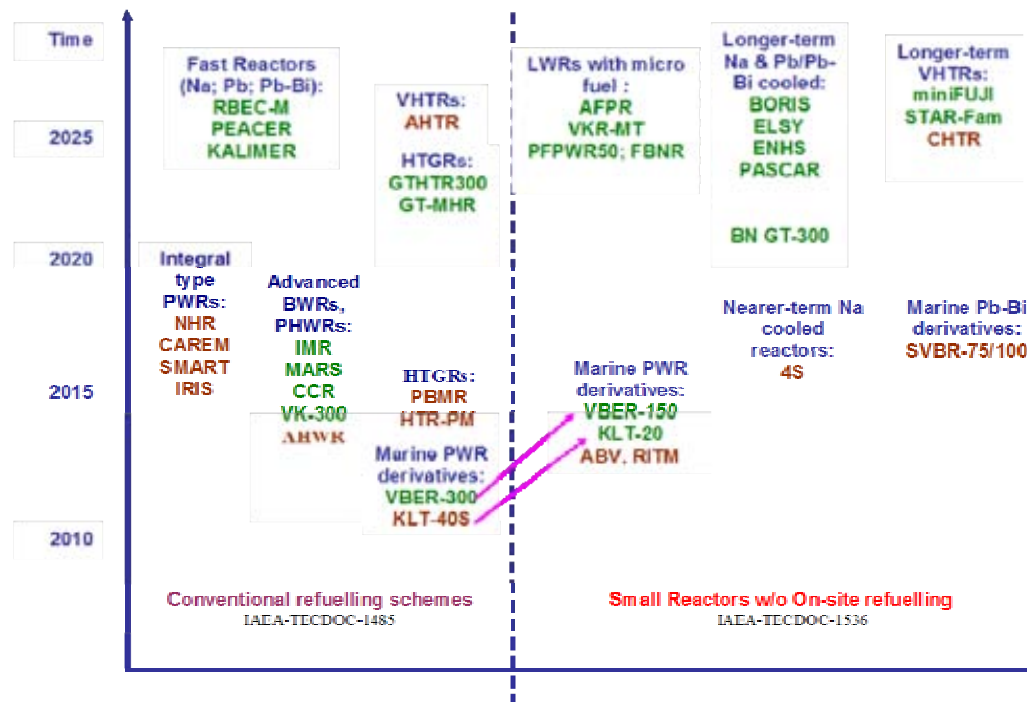 Time
2025
2020
2015
2010
Fast Reactors
(Na; Pb; Pb-Bi):
RBEC-M
PEACER
KALIMER
VHTRs:
AHTR
HTGRs:
GTHTR300
GT-MHR
Integral
type
PWRs:
NHR
CAREM
SMART
IRIS
Advanced
BWRs,
PHWRs:
IMR
MARS
CCR
VK-300
AHWR
HTGRs:
PBMR
HTR-PM
Marine PWR
derivatives:
VBER-300
KLT-40S
LWRs with micro
fuel :
AFPR
VKR-MT
PFPWR50; FBNR
Longer-term
Na & Pb/Pb-
Bi cooled:
BORIS
ELSY
ENHS
PASCAR
BN GT-300
Longer-term
VHTRs:
miniFUJI
STAR-Fam
CHTR
Marine PWR
derivatives:
VBER-150
KLT-20
ABV, RITM
Nearer-term Na
cooled
reactors:
4S
Marine Pb-Bi
derivatives:
SVBR-75/100
Conventional refuelling schemes
IAEA-TECDOC-1485
Small Reactors w/o On-site refuelling
IAEA-TECDOC-1536